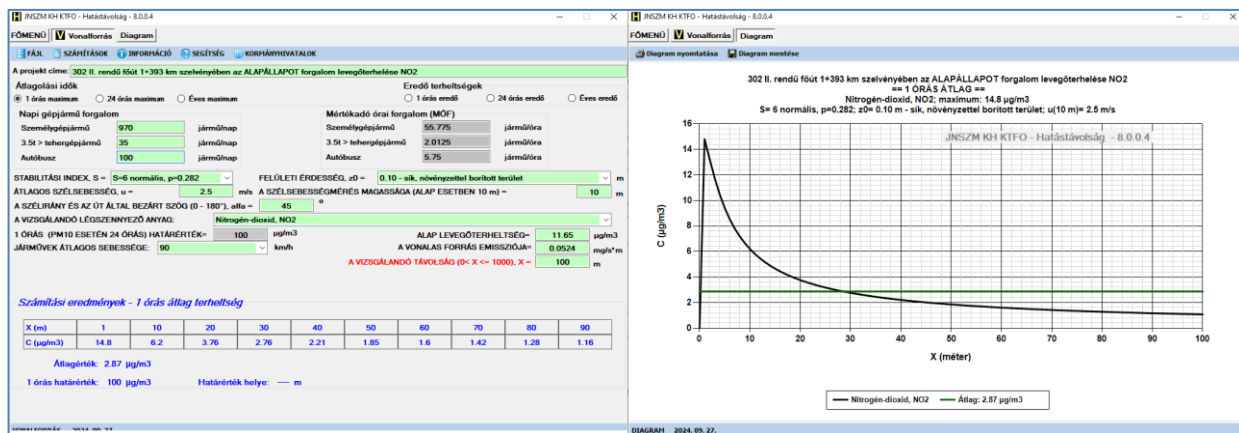 JNSZM KH KTFO - Hatástávolság - 8.0.0.4
FŐMENÜ Vonalforrás Diagram
FÁJL SZÁMÍTÁSOK INFORMÁCIÓ SEGÍTSÉG KORMÁNYHIVATALOK
A projekt címe: 302 II. rendű főút 1+393 km szelvényében az ALAPÁLLAPOT forgalom levegőterhelése NO2
Átlagolási idők Eredő terheltségek
1 órás maximum 24 órás maximum Éves maximum 1 órás eredő 24 órás eredő Éves eredő
Napi gépjármű forgalom Mértékadó órai forgalom (MÓF)
Személygépjármű 970 jármű/nap Személygépjármű 55.775 jármű/óra
3.5t > tehergépjármű 35 jármű/nap 3.5t > tehergépjármű 2.0125 jármű/óra
Autóbusz 100 jármű/nap Autóbusz 5.75 jármű/óra
STABILITÁSI INDEX, S = S=6 normális, p=0.282 FELÜLETI ÉRDESSÉG, z0 = 0.10 - sík, növényzettel borított terület m
ÁTLAGOS SZÉLSEBESSÉG, u = 2.5 m/s A SZÉLSEBESSÉGMÉRÉS MAGASSÁGA (ALAP ESETBEN 10 m) = 10 m
A SZÉLIRÁNY ÉS AZ ÚT ÁLTAL BEZÁRT SZÖG (0 - 180°), alfa = 45 °
A VIZSGÁLANDÓ LÉGSZENNYEZŐ ANYAG: Nitrogén-dioxid, NO2
1 ÓRÁS (PM10 ESETÉN 24 ÓRÁS) HATÁRÉRTÉK= 100 µg/m3 ALAP LEVEGŐTERHELTSÉG= 11.65 µg/m3
JÁRMŰVEK ÁTLAGOS SEBESSÉGE: 90 km/h A VONALAS FORRÁS EMISSZIÓJA= 0.0524 mg/s*m
A VIZSGÁLANDÓ TÁVOLSÁG (0< X <= 1000), X = 100 m
Számítási eredmények - 1 órás átlag terheltség
X (m) 1 10 20 30 40 50 60 70 80 90
C (µg/m3) 14.8 6.2 3.76 2.76 2.21 1.85 1.6 1.42 1.28 1.16
Átlagérték: 2.87 µg/m3
1 órás határérték: 100 µg/m3 Határérték helye: --- m
VONALFORRÁS 2024. 09. 27.
JNSZM KH KTFO - Hatástávolság - 8.0.0.4
FŐMENÜ Vonalforrás Diagram
Diagram nyomtatása Diagram mentése
302 II. rendű főút 1+393 km szelvényében az ALAPÁLLAPOT forgalom levegőterhelése NO2
== 1 ÓRÁS ÁTLAG ==
Nitrogén-dioxid, NO2; maximum: 14.8 µg/m3
S= 6 normális, p=0.282; z0= 0.10 m - sík, növényzettel borított terület; u(10 m)= 2.5 m/s
JNSZM KH KTFO - Hatástávolság - 8.0.0.4
16
14
12
10
8
6
4
2
0
C (µg/m3)
0 10 20 30 40 50 60 70 80 90 100
X (méter)
Nitrogén-dioxid, NO2 Átlag: 2.87 µg/m3
DIAGRAM 2024. 09. 27.